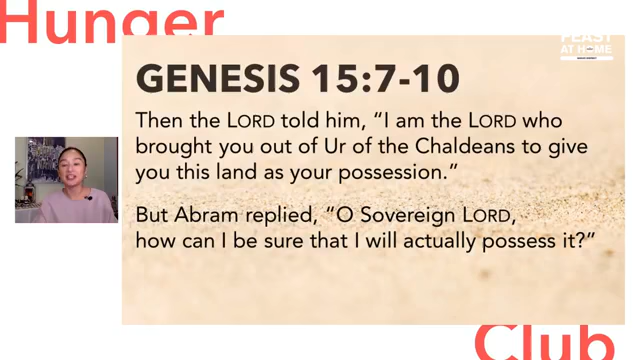 Hunger
FEAST
AT HOME
GENESIS 15:7-10
Then the LORD told him, “I am the LORD who
brought you out of Ur of the Chaldeans to give
you this land as your possession.”
But Abram replied, “O Sovereign LORD,
how can I be sure that I will actually possess it?”
Club